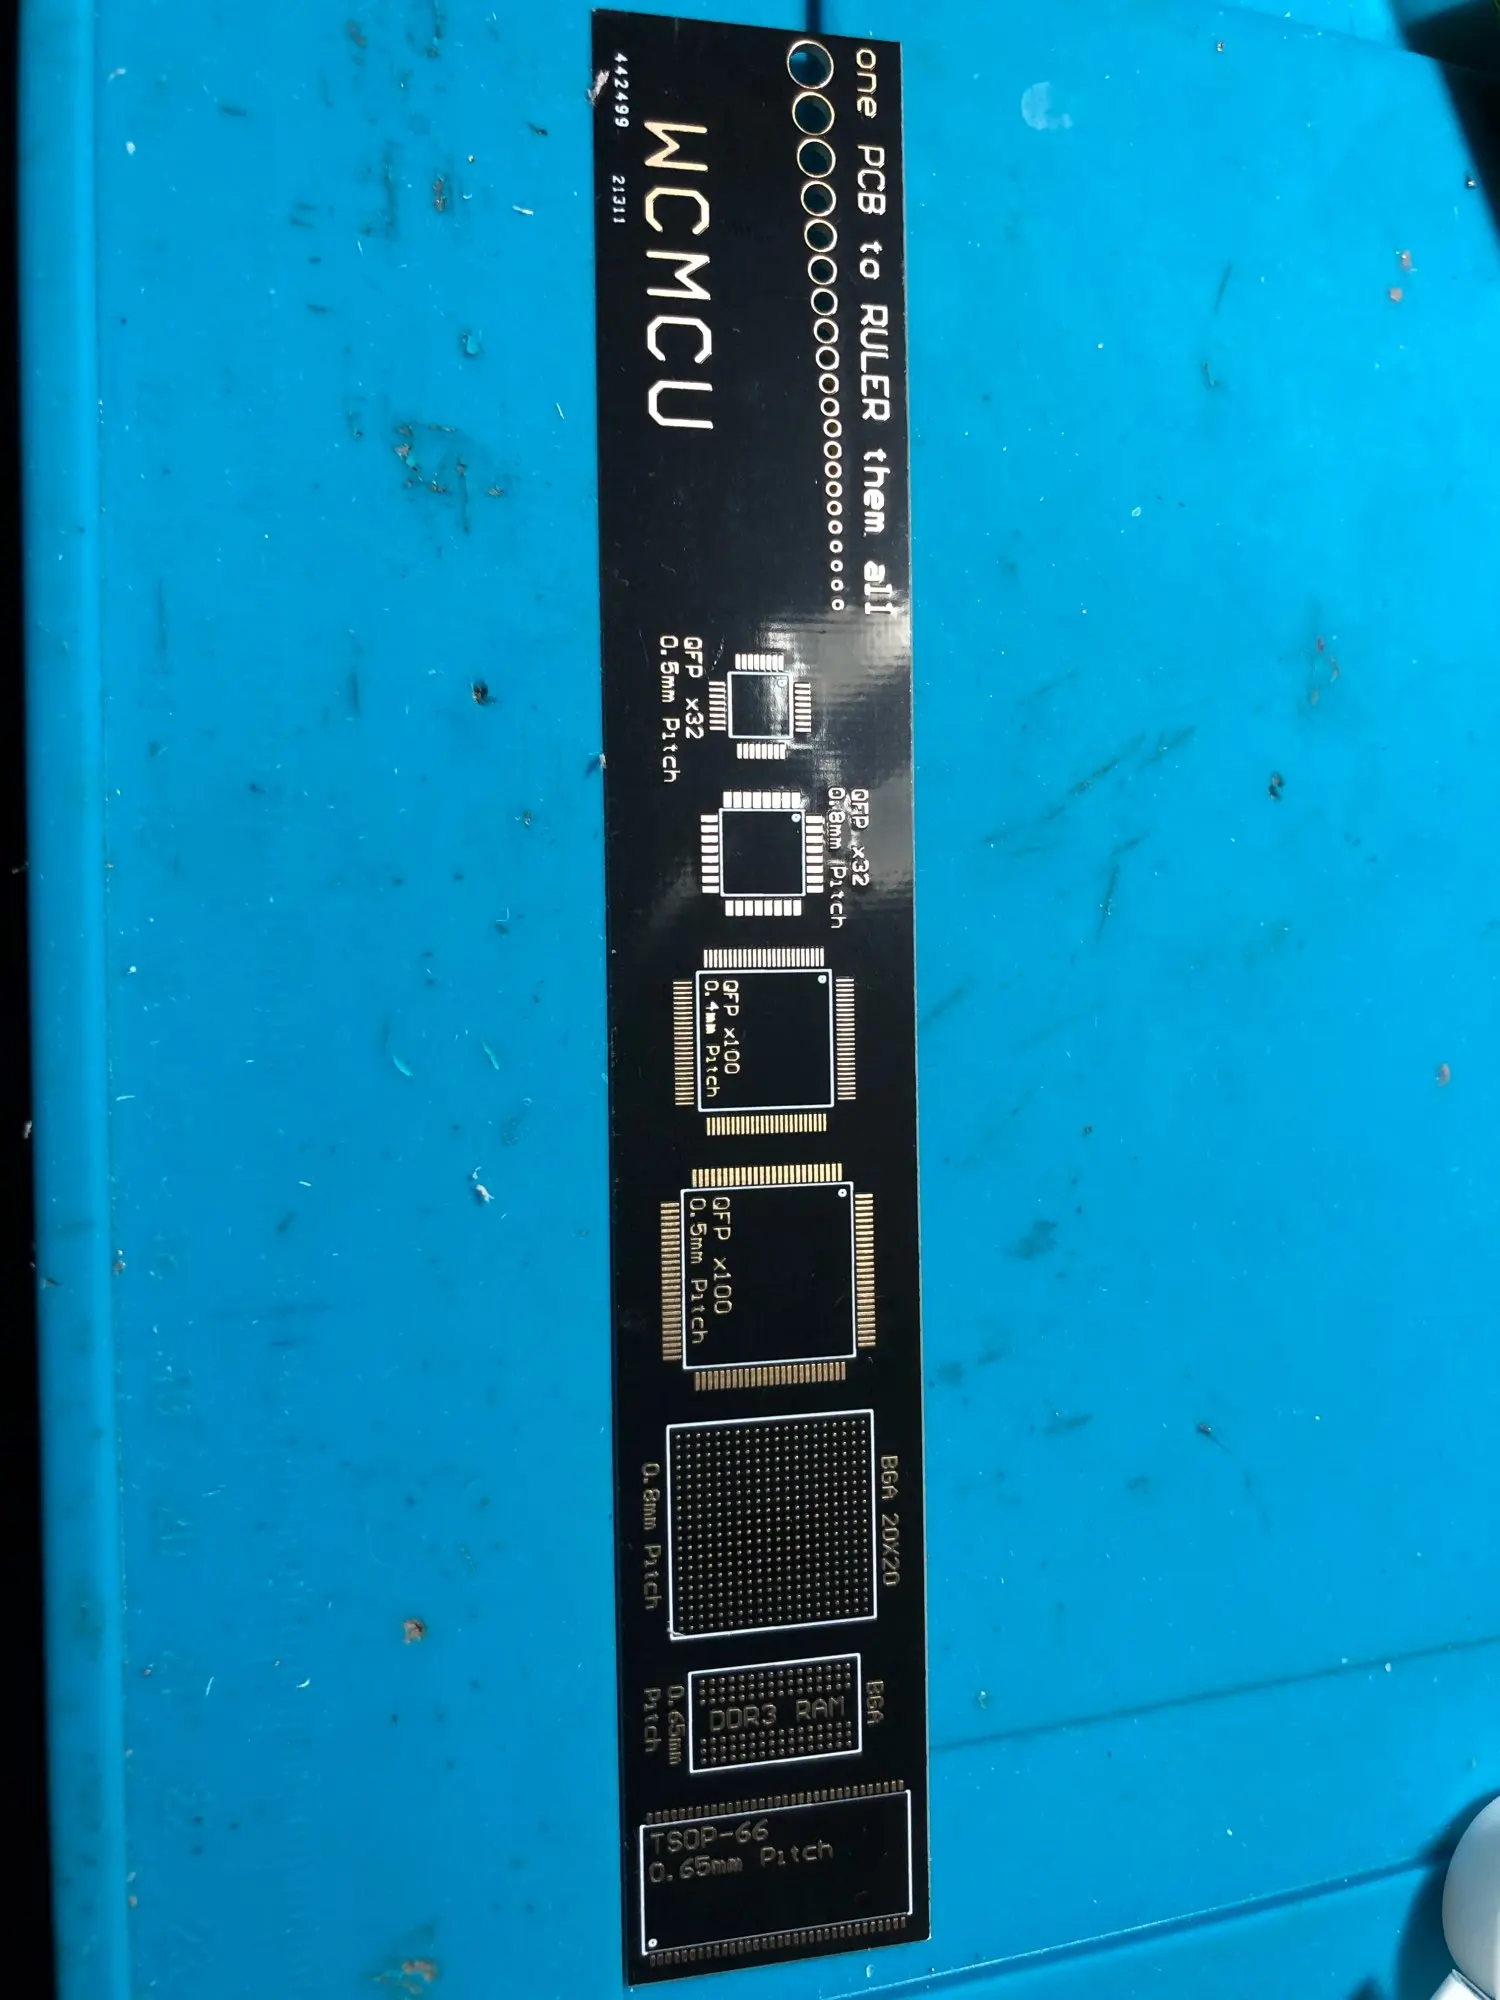 one PCB to RULER them all
WCMCU
442499 21311
QFP x32
0.5mm Pitch
QFP x32
0.8mm Pitch
QFP x100
0.4mm Pitch
QFP x100
0.5mm Pitch
BGA 20X20
0.8mm Pitch
BGA
DDR3 RAM
0.65mm
Pitch
TSOP-66
0.65mm Pitch